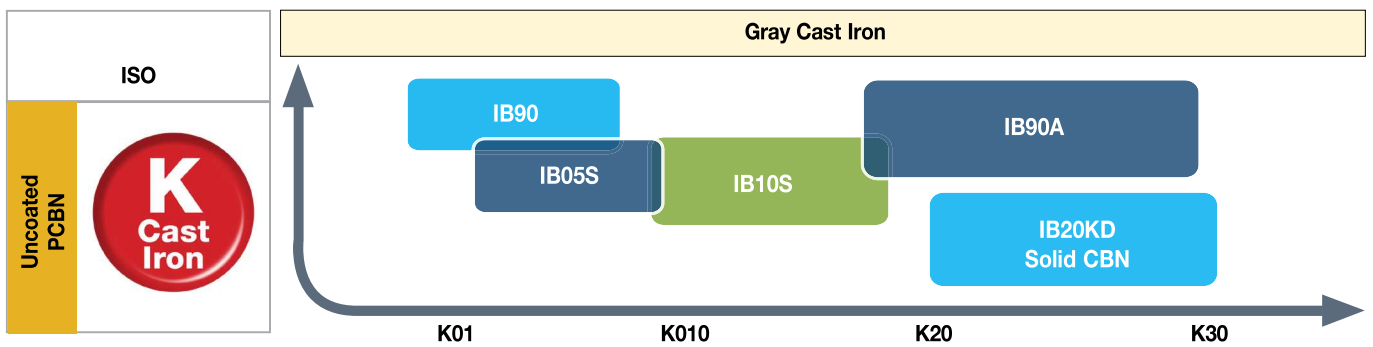 Gray Cast Iron
ISO
Uncoated
PCBN
K
Cast
Iron
IB90
IB05S
IB10S
IB90A
IB20KD
Solid CBN
K01
K010
K20
K30